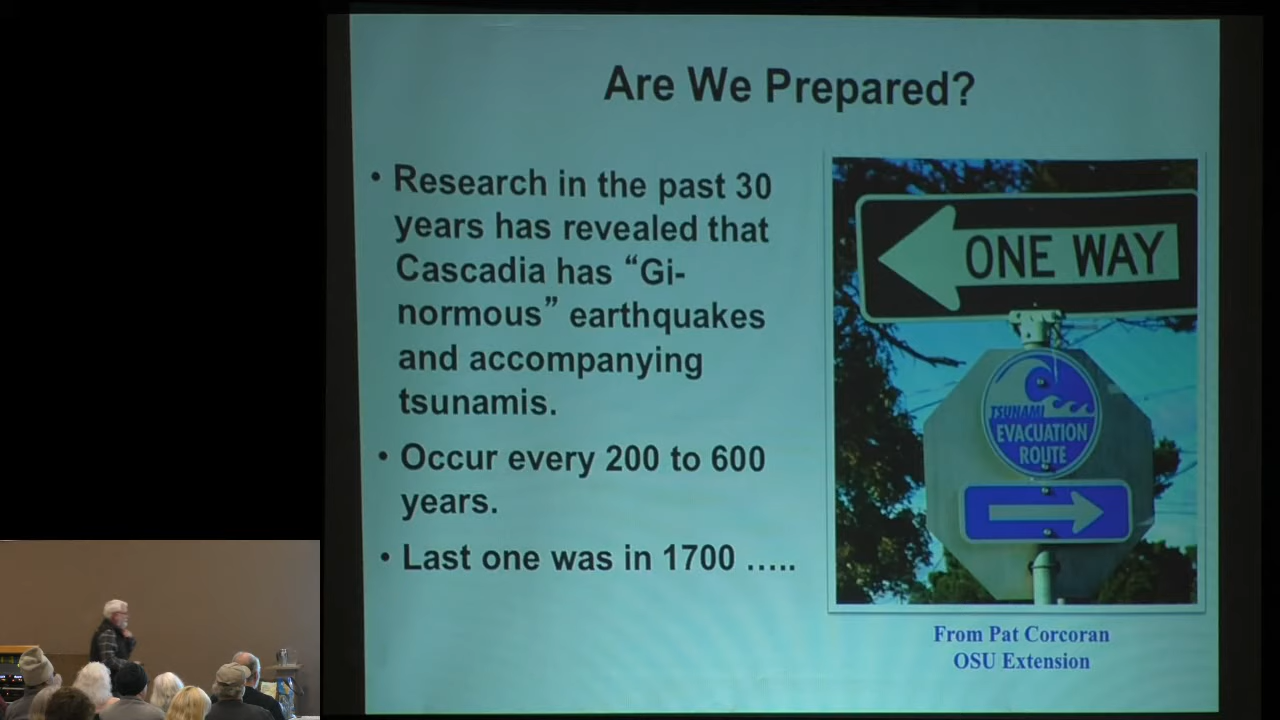 Are We Prepared?
• Research in the past 30
years has revealed that
Cascadia has “Gi-
normous” earthquakes
and accompanying
tsunamis.
• Occur every 200 to 600
years.
• Last one was in 1700 .....
ONE WAY
TSUNAMI
EVACUATION
ROUTE
From Pat Corcoran
OSU Extension